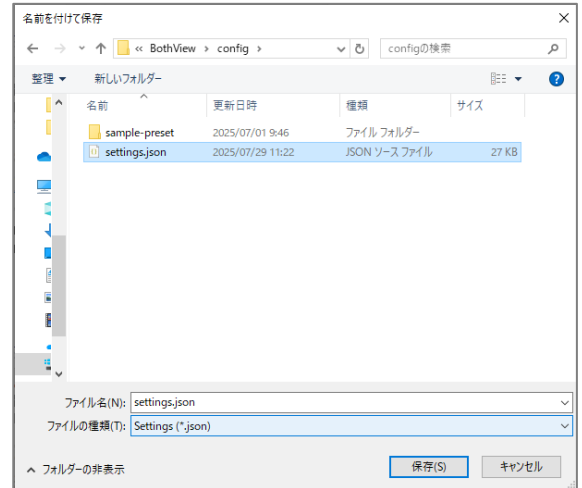 名前を付けて保存
« BothView › config ›
configの検索
整理 新しいフォルダー
名前 更新日時 種類 サイズ
sample-preset 2025/07/01 9:46 ファイル フォルダー
settings.json 2025/07/29 11:22 JSON ソース ファイル 27 KB
ファイル名(N): settings.json
ファイルの種類(T): Settings (*.json)
フォルダーの非表示 保存(S) キャンセル